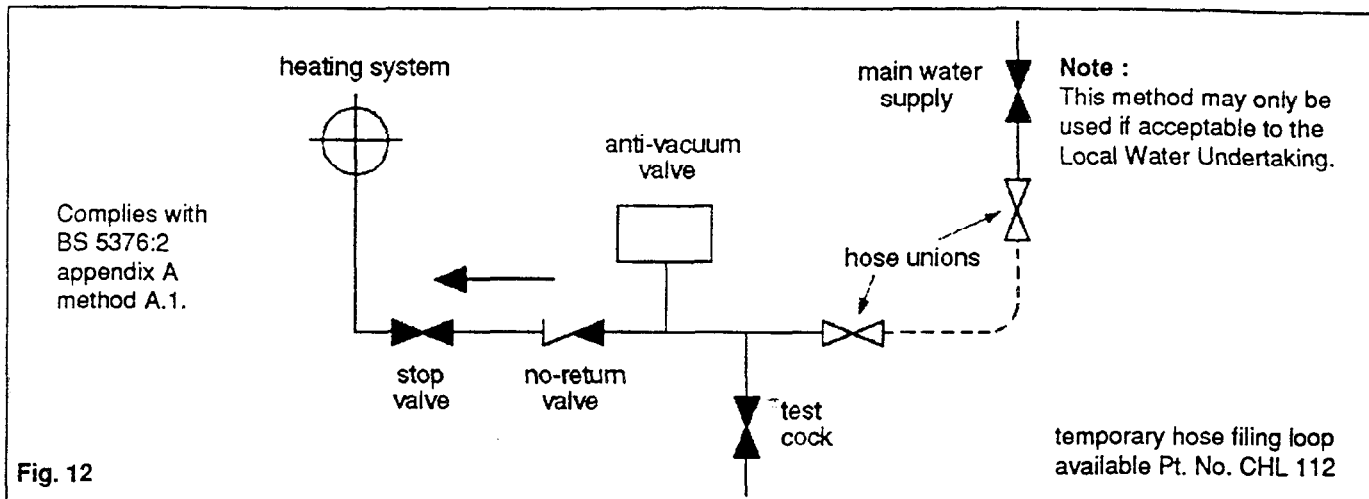 heating system
main water
supply
Note :
This method may only be
used if acceptable to the
Local Water Undertaking.
anti-vacuum
valve
Complies with
BS 5376:2
appendix A
method A.1.
hose unions
stop
valve
no-return
valve
test
cock
temporary hose filing loop
available Pt. No. CHL 112
Fig. 12